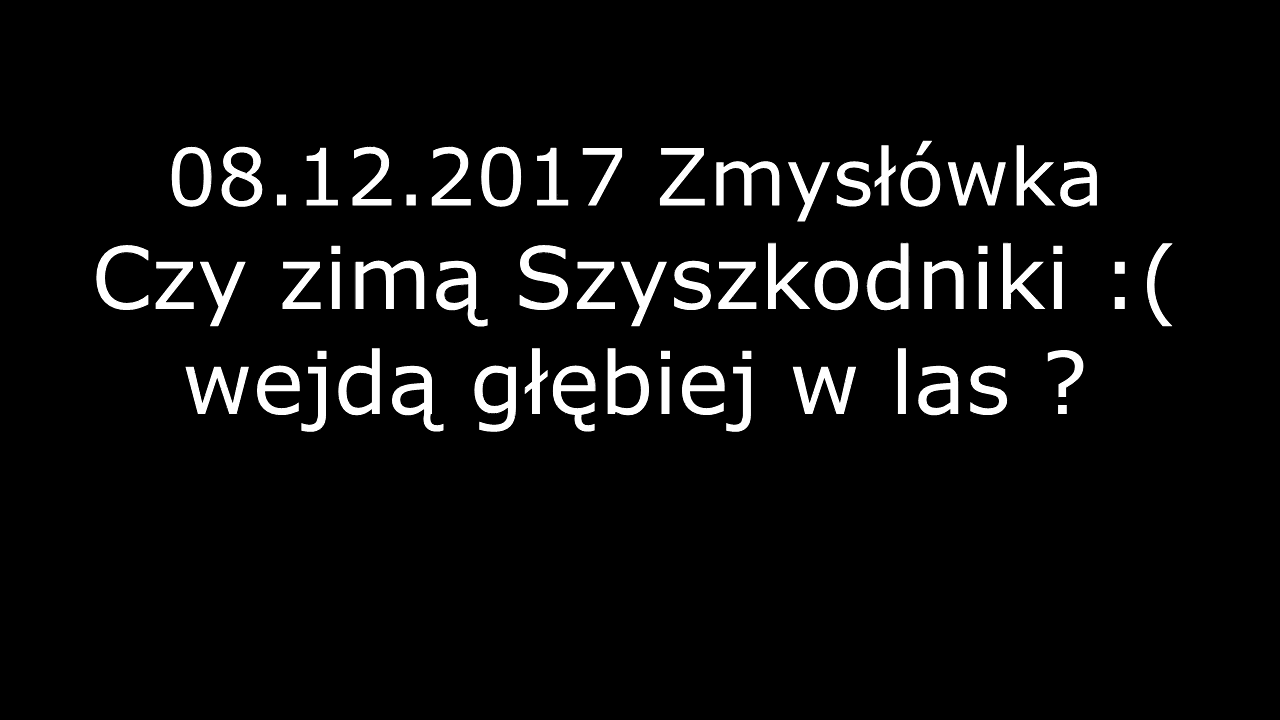 08.12.2017 Zmysłówka
Czy zimą Szyszkodniki :(
wejdą głębiej w las ?